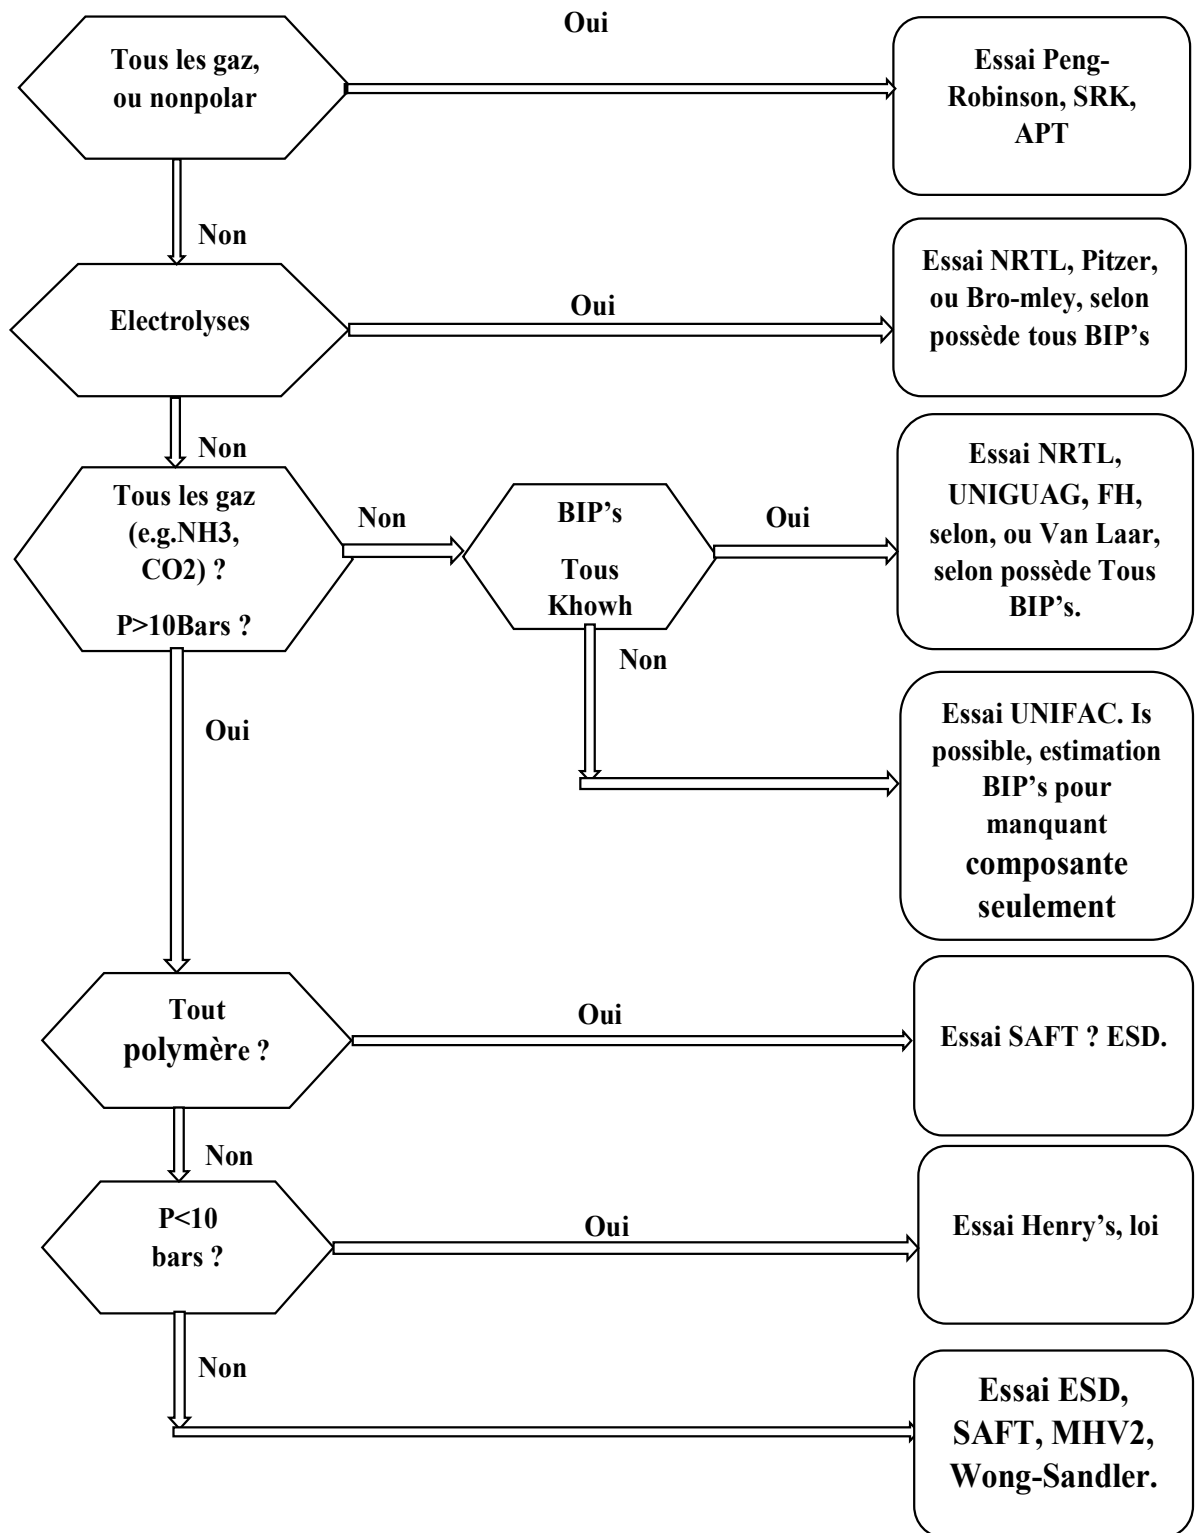 Oui
Tous les gaz,
ou nonpolar
Essai Peng-
Robinson, SRK,
APT
Non
Essai NRTL, Pitzer,
ou Bro-mley, selon
possède tous BIP’s
Electrolyses
Oui
Non
Tous les gaz
(e.g.NH3,
CO2) ?
P>10Bars ?
Non
BIP’s
Tous
Khowh
Oui
Essai NRTL,
UNIGUAG, FH,
selon, ou Van Laar,
selon possède Tous
BIP’s.
Non
Oui
Essai UNIFAC. Is
possible, estimation
BIP’s pour
manquant
composante
seulement
Tout
polymère ?
Oui
Essai SAFT ? ESD.
Non
P<10
bars ?
Oui
Essai Henry’s, loi
Non
Essai ESD,
SAFT, MHV2,
Wong-Sandler.